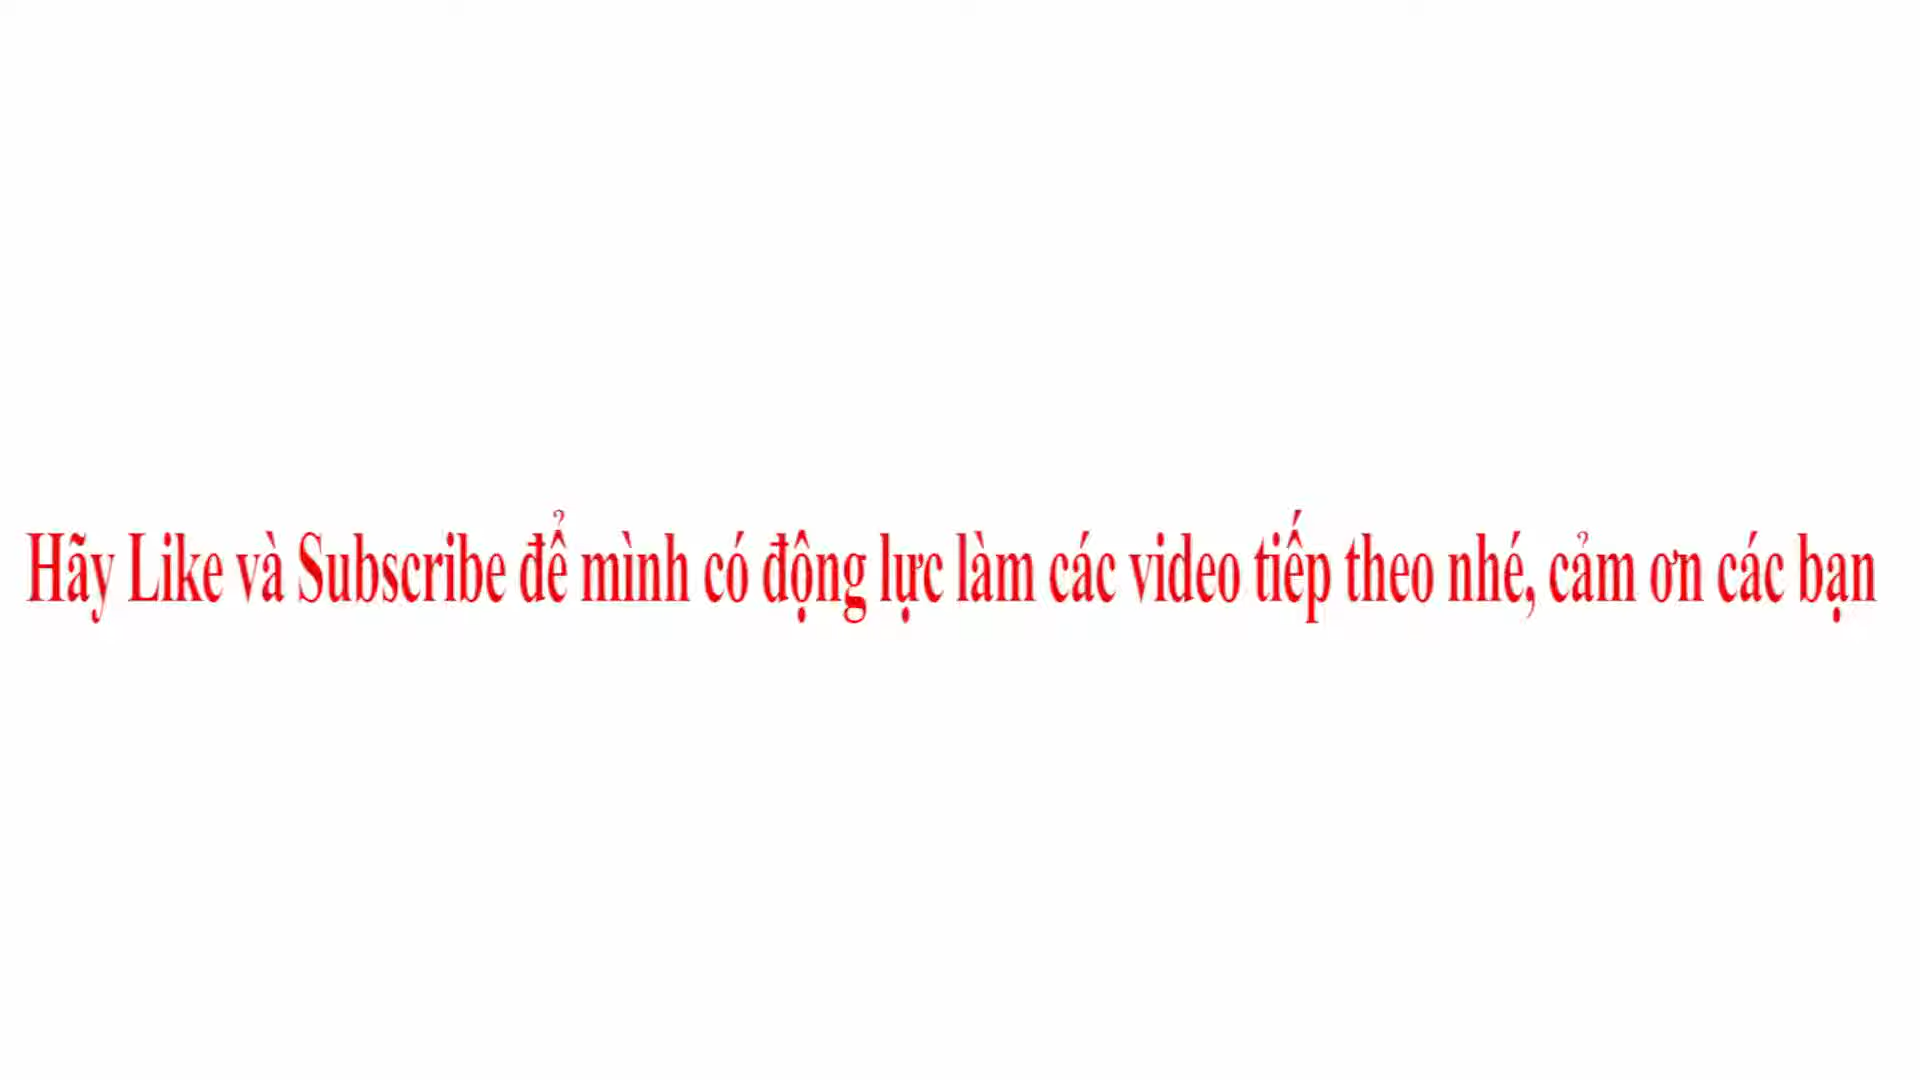 Hãy Like và Subscribe để mình có động lực làm các video tiếp theo nhé, cảm ơn các bạn